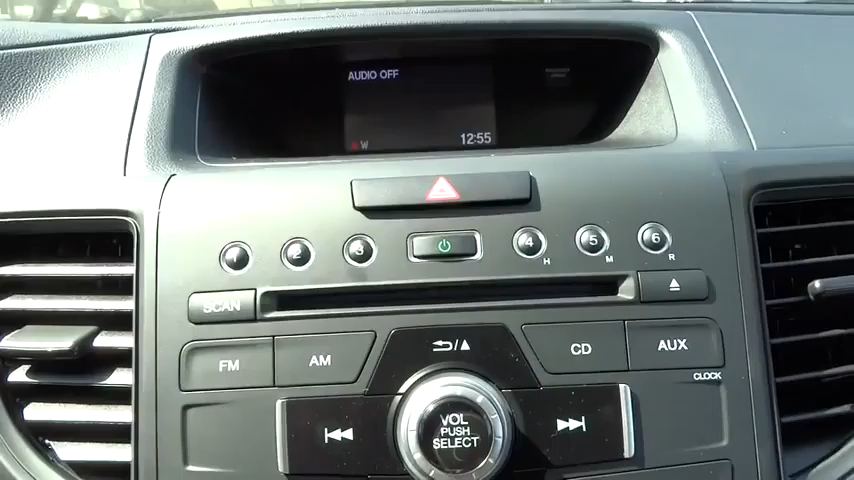 AUDIO OFF
W
12:55
1
2
3
4
5
6
H
M
R
SCAN
FM
AM
CD
AUX
CLOCK
VOL
PUSH
SELECT